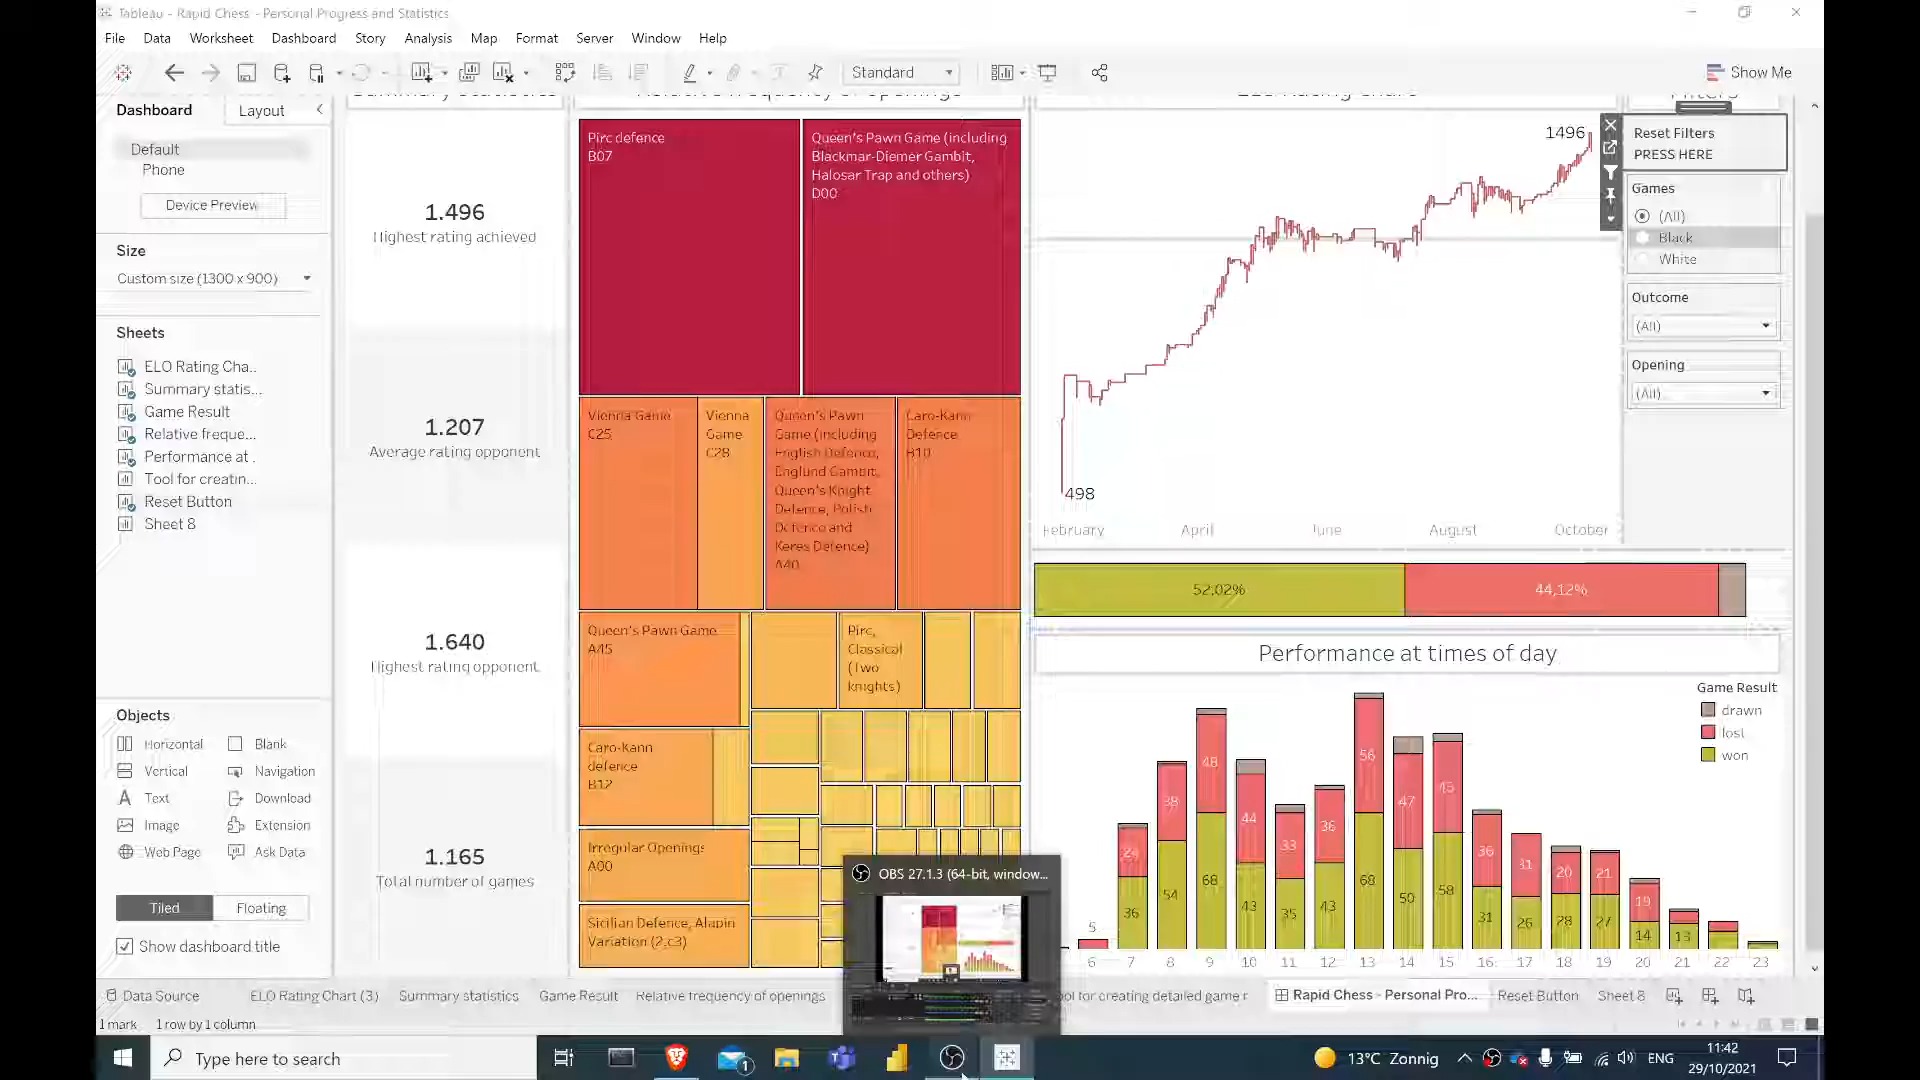 Tableau - Rapid Chess - Personal Progress and Statistics
File Data Worksheet Dashboard Story Analysis Map Format Server Window Help
Standard
Show Me
Dashboard
Layout
Default
Phone
Device Preview
Size
Custom size (1300 x 900)
Sheets
ELO Rating Cha..
Summary statis...
Game Result
Relative freque...
Performance at .
Tool for creatin...
Reset Button
Sheet 8
Objects
Horizontal
Blank
Vertical
Navigation
Text
Download
Image
Extension
Web Page
Ask Data
Tiled
Floating
Show dashboard title
1.496
Highest rating achieved
1.207
Average rating opponent
1.640
Highest rating opponent
1.165
Total number of games
Pirc defence
B07
Queen's Pawn Game (including
Blackmar-Diemer Gambit,
Halosar Trap and others)
D00
Vienna Game
C25
Vienna
Game
C28
Queen's Pawn
Game (including
English Defence,
Englund Gambit,
Queen's Knight
Defence, Polish
Defence and
Keres Defence)
A40
Caro-Kann
Defence
B10
Queen's Pawn Game
A45
Pirc,
Classical
(Two
knights)
Caro-Kann
defence
B12
Irregular Openings
A00
Sicilian Defence, Alapin
Variation (2.c3)
1496
498
February April June August October
52,02%
44,12%
Performance at times of day
Game Result
drawn
lost
won
5
24 36
38 54
48 68
44 43
33 35
36 43
56 68
47 50
45 58
36 31
31 26
20 28
21 27
19 14
13
6 7 8 9 10 11 12 13 14 15 16 17 18 19 20 21 22 23
Reset Filters
PRESS HERE
Games
(All)
Black
White
Outcome
(All)
Opening
(All)
OBS 27.1.3 (64-bit, window...
Data Source
ELO Rating Chart (3)
Summary statistics
Game Result
Relative frequency of openings
ool for creating detailed game r
Rapid Chess - Personal Pro...
Reset Button
Sheet 8
1 mark 1 row by 1 column
Type here to search
1
13°C Zonnig
ENG
11:42
29/10/2021